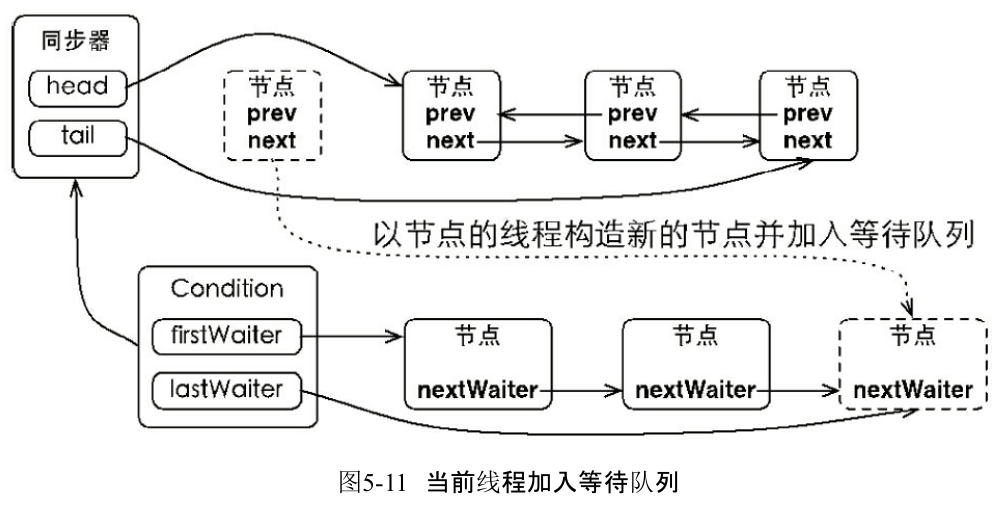 同步器
head
tail
节点
prev
next
节点
prev
next
节点
prev
next
节点
prev
next
以节点的线程构造新的节点并加入等待队列
Condition
firstWaiter
lastWaiter
节点
nextWaiter
节点
nextWaiter
节点
nextWaiter
图5-11 当前线程加入等待队列